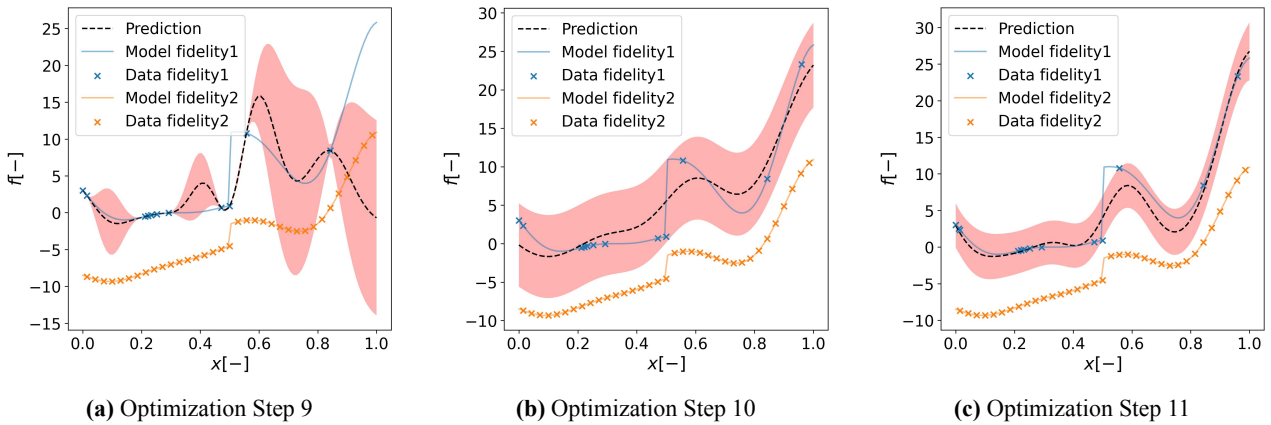 Prediction
Model fidelity1
Data fidelity1
Model fidelity2
Data fidelity2
25
20
15
10
5
0
−5
−10
−15
f[−]
0.0 0.2 0.4 0.6 0.8 1.0
x[−]
(a) Optimization Step 9
Prediction
Model fidelity1
Data fidelity1
Model fidelity2
Data fidelity2
30
25
20
15
10
5
0
−5
−10
f[−]
0.0 0.2 0.4 0.6 0.8 1.0
x[−]
(b) Optimization Step 10
Prediction
Model fidelity1
Data fidelity1
Model fidelity2
Data fidelity2
30
25
20
15
10
5
0
−5
−10
f[−]
0.0 0.2 0.4 0.6 0.8 1.0
x[−]
(c) Optimization Step 11